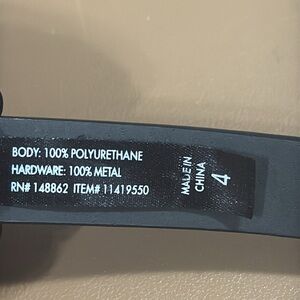 BODY: 100% POLYURETHANE
HARDWARE: 100% METAL
RN# 148862 ITEM# 11419550
MADE IN
CHINA
4